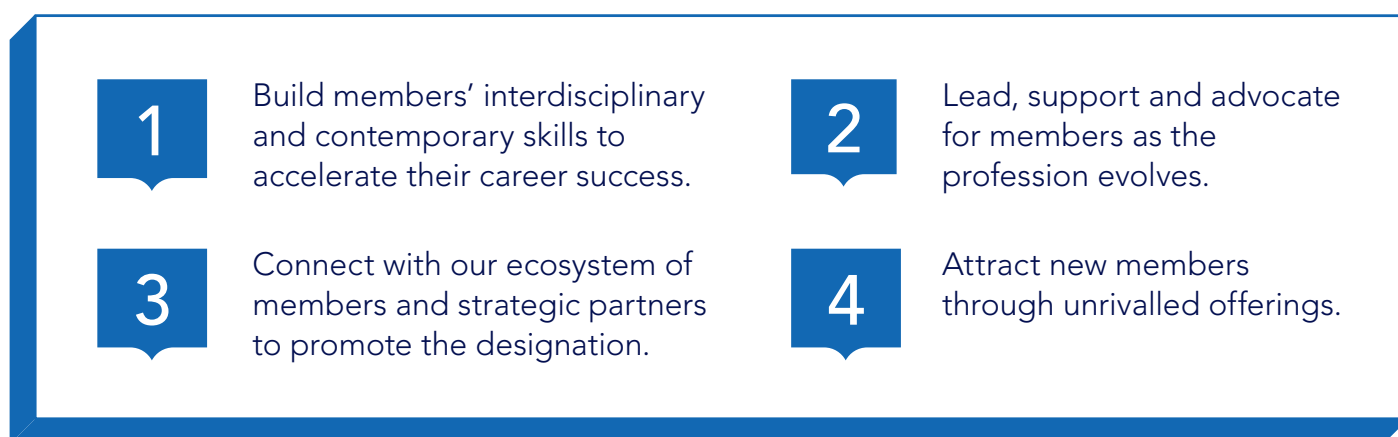 1
Build members’ interdisciplinary
and contemporary skills to
accelerate their career success.
2
Lead, support and advocate
for members as the
profession evolves.
3
Connect with our ecosystem of
members and strategic partners
to promote the designation.
4
Attract new members
through unrivalled offerings.